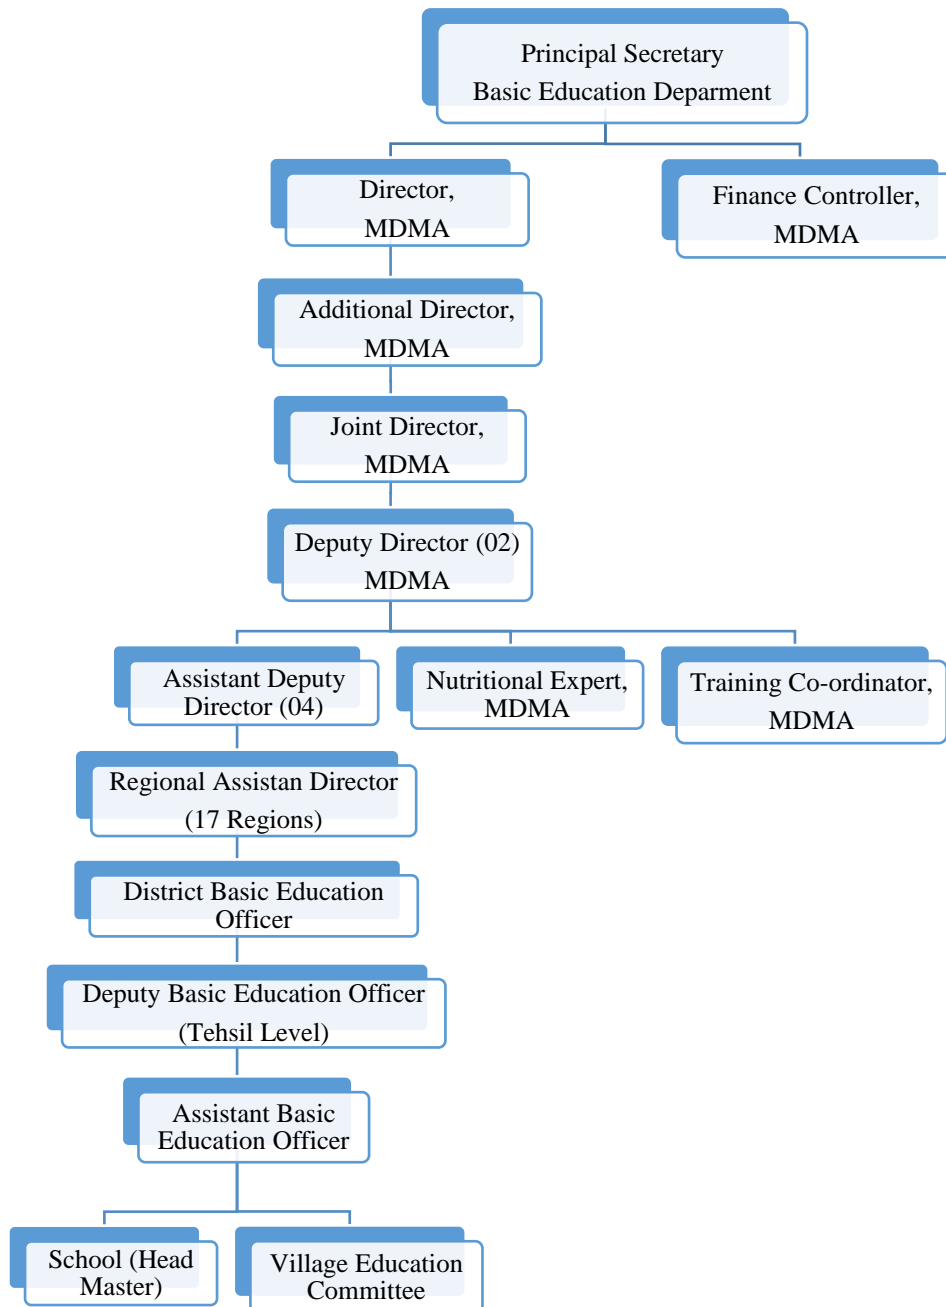 Principal Secretary
Basic Education Deparment
Director,
MDMA
Finance Controller,
MDMA
Additional Director,
MDMA
Joint Director,
MDMA
Deputy Director (02)
MDMA
Assistant Deputy
Director (04)
Nutritional Expert,
MDMA
Training Co-ordinator,
MDMA
Regional Assistan Director
(17 Regions)
District Basic Education
Officer
Deputy Basic Education Officer
(Tehsil Level)
Assistant Basic
Education Officer
School (Head
Master)
Village Education
Committee